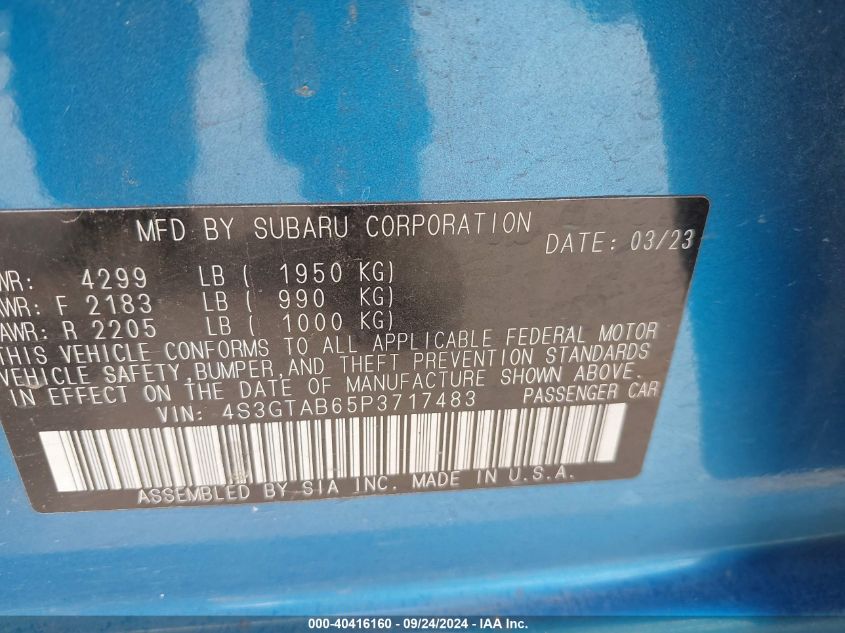 MFD BY SUBARU CORPORATION DATE: 03/23
WR: 4299 LB ( 1950 KG)
AWR: F 2183 LB ( 990 KG)
AWR: R 2205 LB ( 1000 KG)
THIS VEHICLE CONFORMS TO ALL APPLICABLE FEDERAL MOTOR
VEHICLE SAFETY, BUMPER, AND THEFT PREVENTION STANDARDS
IN EFFECT ON THE DATE OF MANUFACTURE SHOWN ABOVE.
VIN: 4S3GTAB65P3717483 PASSENGER CAR
ASSEMBLED BY SIA INC. MADE IN U.S.A.
000-40416160 - 09/24/2024 - IAA Inc.